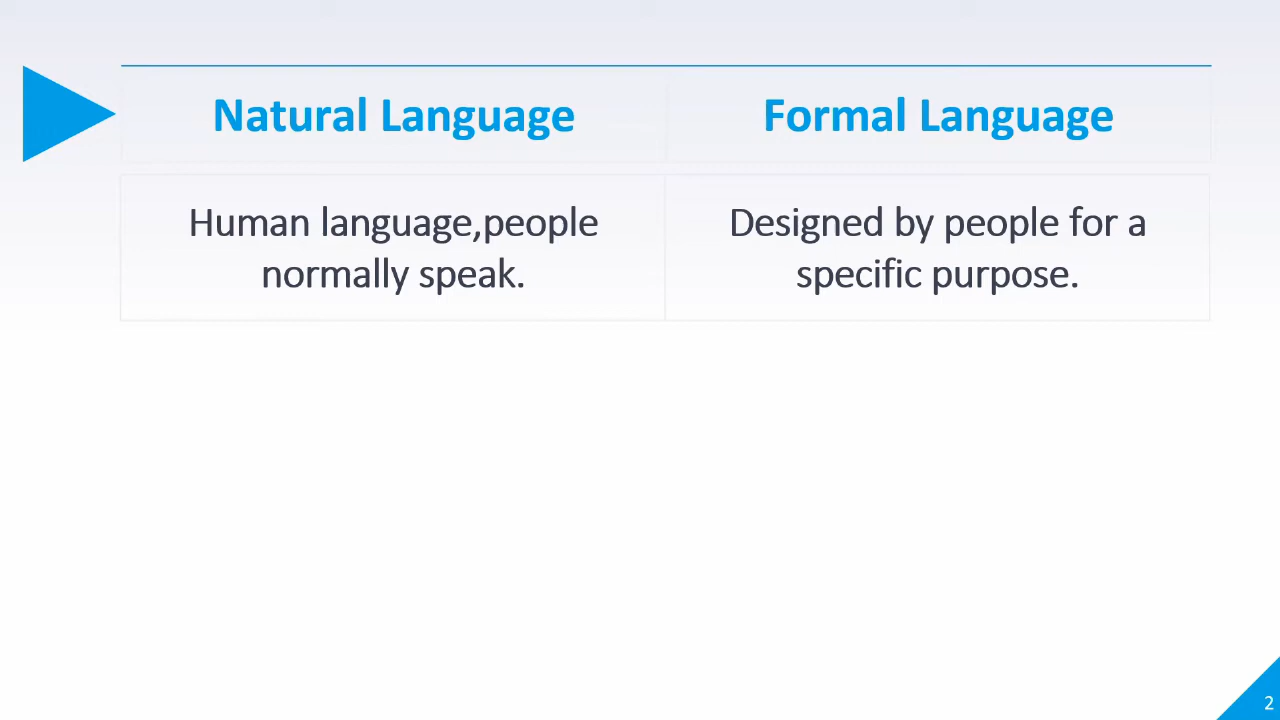 Natural Language
Formal Language
Human language,people
normally speak.
Designed by people for a
specific purpose.
2